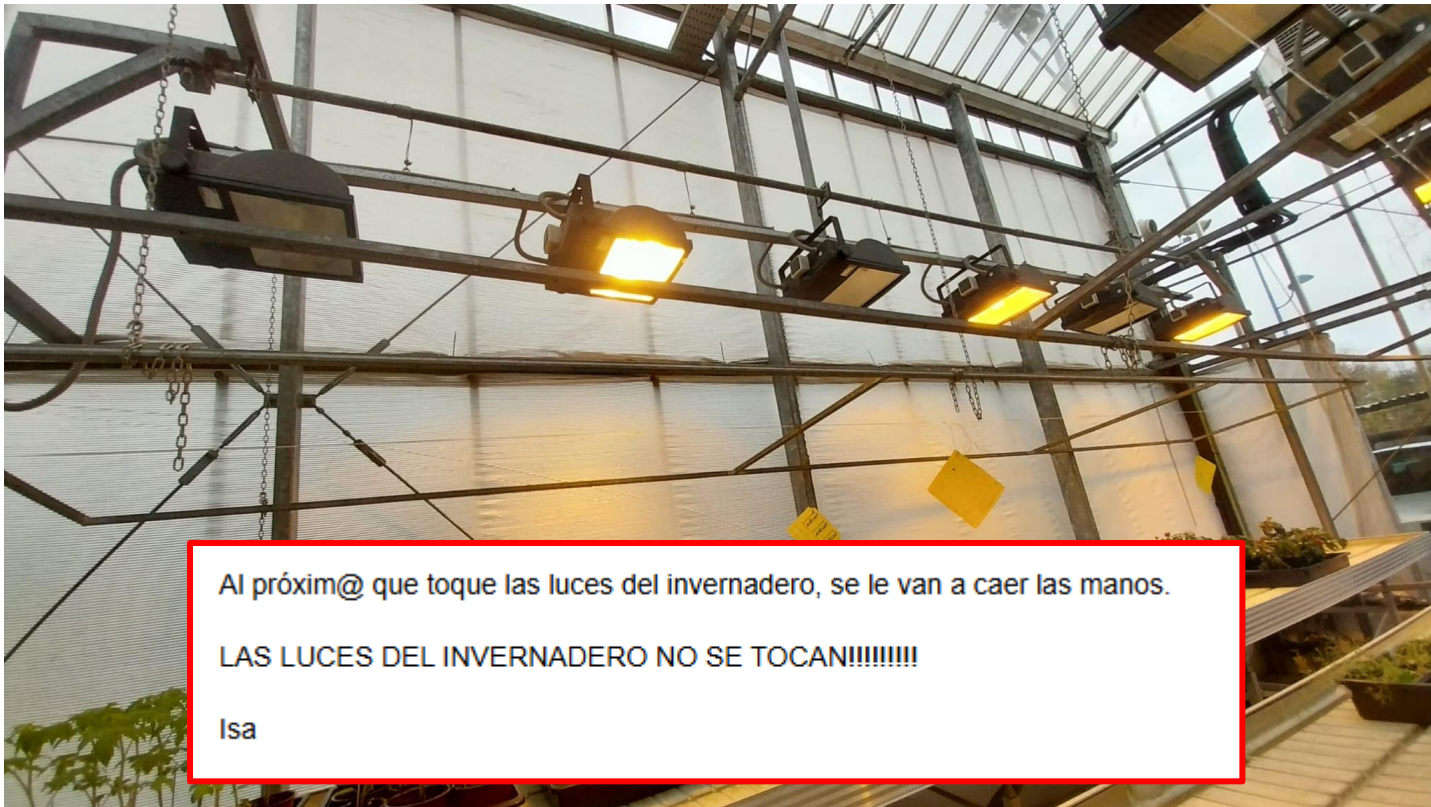 Al próxim@ que toque las luces del invernadero, se le van a caer las manos.
LAS LUCES DEL INVERNADERO NO SE TOCAN!!!!!!!!!
Isa